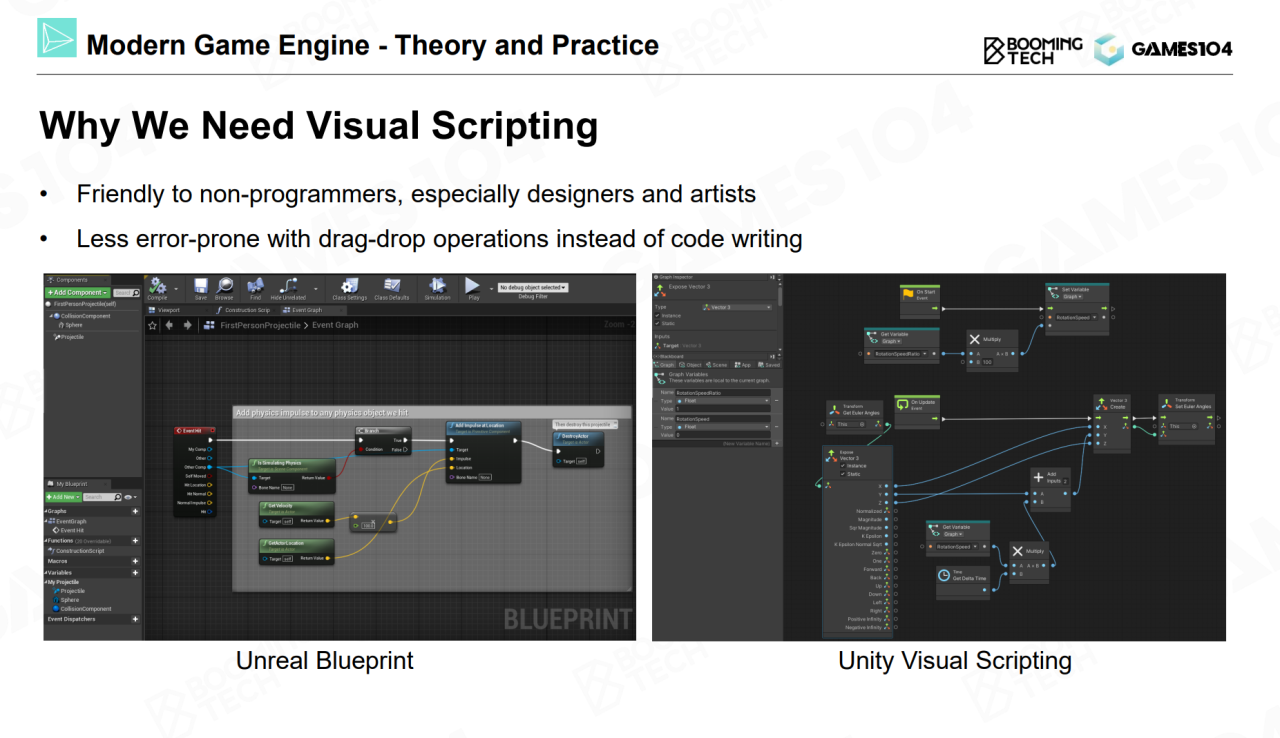 Modern Game Engine - Theory and Practice
BOOMING
TECH
GAMES104
Why We Need Visual Scripting
• Friendly to non-programmers, especially designers and artists
• Less error-prone with drag-drop operations instead of code writing
Components
+ Add Component
Search
FirstPersonProjectile(self)
CollisionComponent
Sphere
Projectile
Compile
Save
Browse
Find
Hide Unrelated
Class Settings
Class Defaults
Simulation
Play
No debug object selected
Debug Filter
Viewport
Construction Scrip
Event Graph
FirstPersonProjectile > Event Graph
Zoom -2
Add physics impulse to any physics object we hit
Event Hit
My Comp
Other
Other Comp
Self Moved
Hit Location
Hit Normal
Normal Impulse
Hit
Is Simulating Physics
Target
Return Value
Bone Name
None
Get Velocity
Target
self
Return Value
GetActorLocation
Target
self
Return Value
Branch
True
Condition
False
Add Impulse at Location
Target
Impulse
Location
Bone Name
None
Then destroy this projectile
DestroyActor
Target
self
My Blueprint
+ Add New
Search
Graphs
EventGraph
Event Hit
Functions
ConstructionScript
Macros
Variables
My Projectile
Projectile
Sphere
CollisionComponent
Event Dispatchers
BLUEPRINT
Graph Inspector
Expose Vector 3
Type
Vector 3
Instance
Static
Inputs
Target
Blackboard
Graph
Object
Scene
App
Saved
Graph Variables
These variables are local to the current graph.
Name RotationSpeedRatio
Type Float
Value 1
Name RotationSpeed
Type Float
Value 0
(New Variable Name)
On Start
Event
Set Variable
Graph
RotationSpeed
Get Variable
Graph
RotationSpeedRatio
Multiply
A
A × B
B
Transform
Get Euler Angles
This
On Update
Event
Vector 3
Create
X
Y
Z
Transform
Set Euler Angles
This
Expose
Vector 3
Instance
Static
X
Y
Z
Normalized
Magnitude
Sqr Magnitude
K Epsilon
K Epsilon Normal Sqrt
Zero
One
Forward
Back
Up
Down
Left
Right
Positive Infinity
Negative Infinity
Add
Inputs 2
A
B
Get Variable
Graph
RotationSpeed
Multiply
A
A × B
B
Time
Get Delta Time
Unreal Blueprint
Unity Visual Scripting